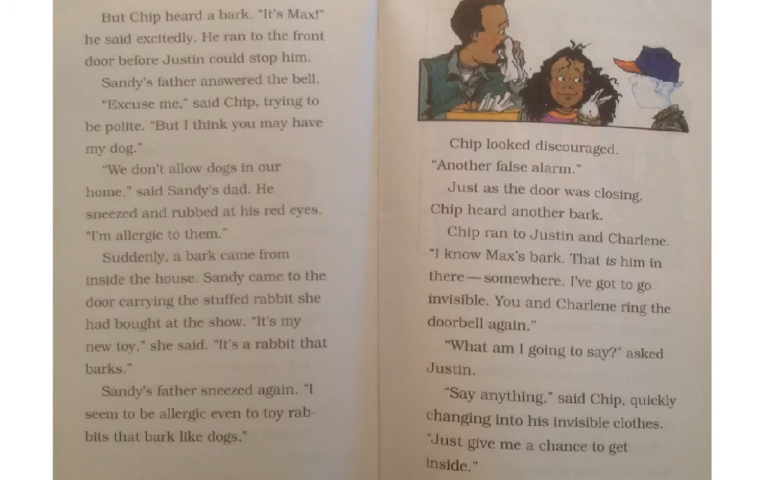 But Chip heard a bark. "It's Max!"
he said excitedly. He ran to the front
door before Justin could stop him.
Sandy's father answered the bell.
"Excuse me," said Chip, trying to
be polite. "But I think you may have
my dog."
"We don't allow dogs in our
home," said Sandy's dad. He
sneezed and rubbed at his red eyes.
"I'm allergic to them."
Suddenly, a bark came from
inside the house. Sandy came to the
door carrying the stuffed rabbit she
had bought at the show. "It's my
new toy," she said. "It's a rabbit that
barks."
Sandy's father sneezed again. "I
seem to be allergic even to toy rab-
bits that bark like dogs."
Chip looked discouraged.
"Another false alarm."
Just as the door was closing,
Chip heard another bark.
Chip ran to Justin and Charlene.
"I know Max's bark. That is him in
there—somewhere. I've got to go
invisible. You and Charlene ring the
doorbell again."
"What am I going to say?" asked
Justin.
"Say anything," said Chip, quickly
changing into his invisible clothes.
"Just give me a chance to get
inside."